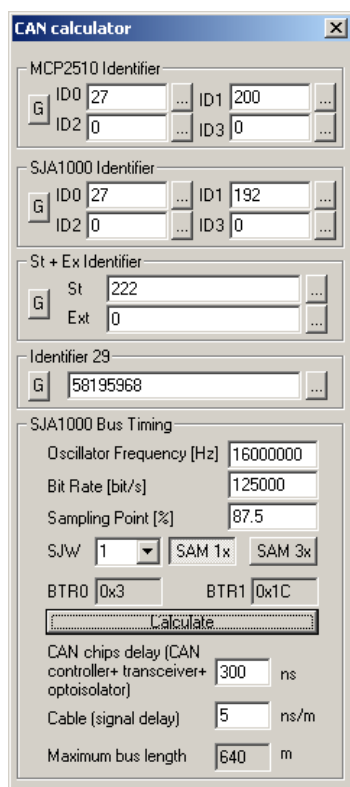 CAN calculator
MCP2510 Identifier
G ID0 27 ... ID1 200 ...
ID2 0 ... ID3 0 ...
SJA1000 Identifier
G ID0 27 ... ID1 192 ...
ID2 0 ... ID3 0 ...
St + Ex Identifier
G St 222 ...
Ext 0 ...
Identifier 29
G 58195968 ...
SJA1000 Bus Timing
Oscillator Frequency [Hz] 16000000
Bit Rate [bit/s] 125000
Sampling Point [%] 87.5
SJW 1 SAM 1x SAM 3x
BTR0 0x3 BTR1 0x1C
Calculate
CAN chips delay (CAN
controller+ transceiver+ 300 ns
optoisolator)
Cable (signal delay) 5 ns/m
Maximum bus length 640 m